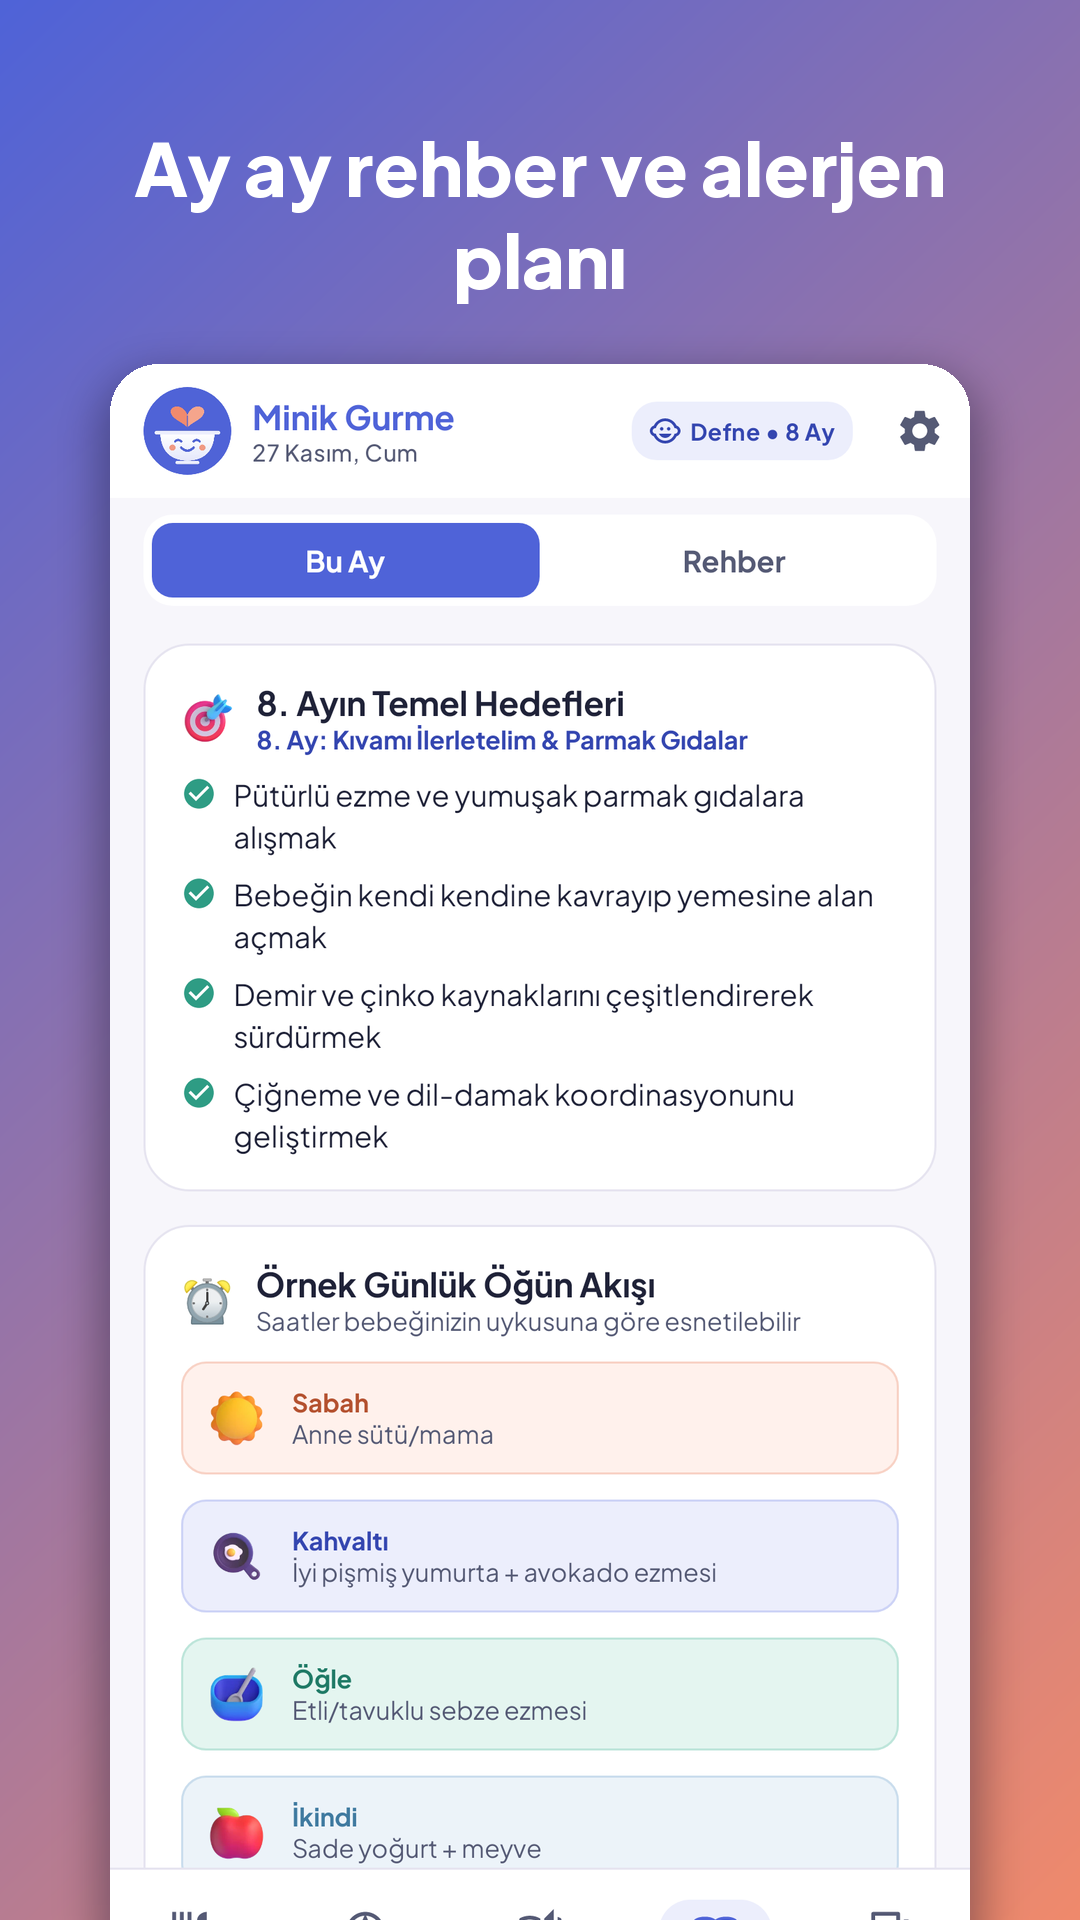 Ay ay rehber ve alerjen
planı
Minik Gurme
27 Kasım, Cum
Defne • 8 Ay
Bu Ay
Rehber
8. Ayın Temel Hedefleri
8. Ay: Kıvamı İlerletelim & Parmak Gıdalar
Pütürlü ezme ve yumuşak parmak gıdalara
alışmak
Bebeğin kendi kendine kavrayıp yemesine alan
açmak
Demir ve çinko kaynaklarını çeşitlendirerek
sürdürmek
Çiğneme ve dil-damak koordinasyonunu
geliştirmek
Örnek Günlük Öğün Akışı
Saatler bebeğinizin uykusuna göre esnetilebilir
Sabah
Anne sütü/mama
Kahvaltı
İyi pişmiş yumurta + avokado ezmesi
Öğle
Etli/tavuklu sebze ezmesi
İkindi
Sade yoğurt + meyve